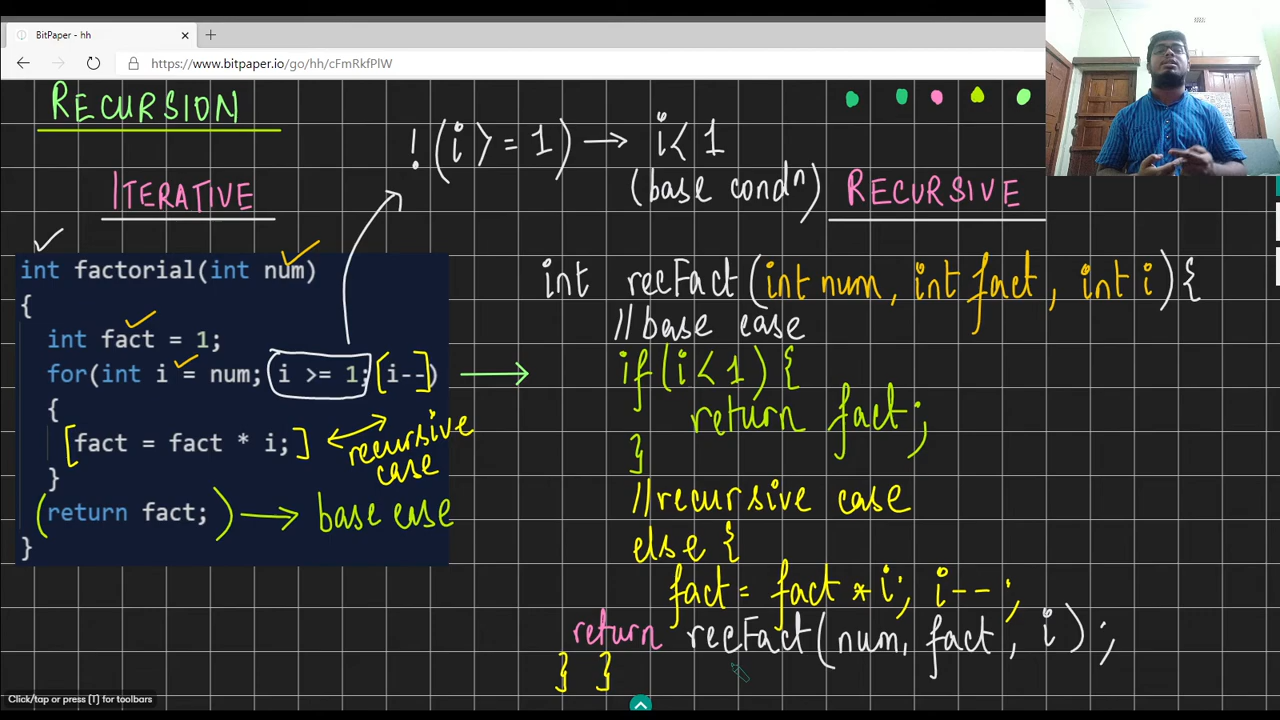 BitPaper - hh
https://www.bitpaper.io/go/hh/cFmRkfPlW
RECURSION
!(i >= 1) → i < 1
(base condⁿ)
ITERATIVE
int factorial(int num)
{
int fact = 1;
for(int i = num; i >= 1; i--)
{
[fact = fact * i;]
recursive
case
}
(return fact;) → base case
}
RECURSIVE
int recFact(int num, int fact, int i){
//base case
if(i < 1) {
return fact;
}
//recursive case
else {
fact = fact * i; i--;
return recFact(num, fact, i);
} }
Click/tap or press [1] for toolbars